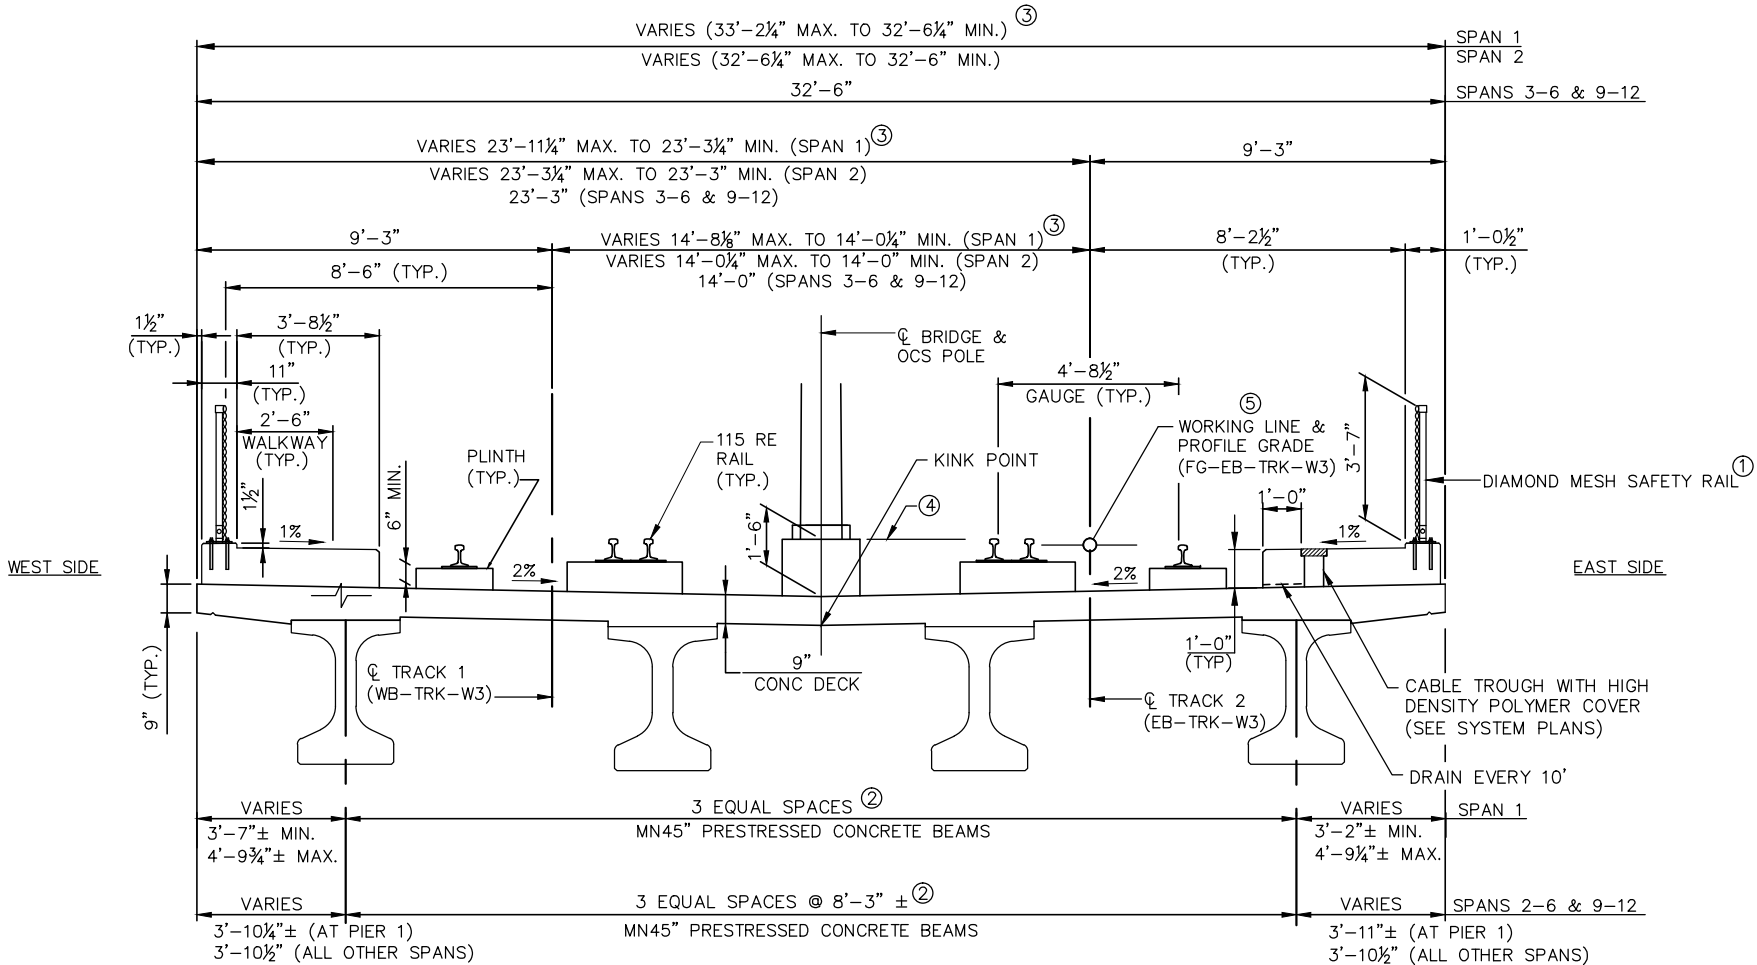 VARIES (33'-2¼" MAX. TO 32'-6¼" MIN.) ③
SPAN 1
VARIES (32'-6¼" MAX. TO 32'-6" MIN.)
SPAN 2
32'-6"
SPANS 3-6 & 9-12
VARIES 23'-11¼" MAX. TO 23'-3¼" MIN. (SPAN 1) ③
9'-3"
VARIES 23'-3¼" MAX. TO 23'-3" MIN. (SPAN 2)
23'-3" (SPANS 3-6 & 9-12)
9'-3"
VARIES 14'-8⅛" MAX. TO 14'-0¼" MIN. (SPAN 1) ③
8'-2½"
(TYP.)
1'-0½"
(TYP.)
VARIES 14'-0¼" MAX. TO 14'-0" MIN. (SPAN 2)
14'-0" (SPANS 3-6 & 9-12)
8'-6" (TYP.)
1½"
(TYP.)
3'-8½"
(TYP.)
℄ BRIDGE &
OCS POLE
11"
(TYP.)
4'-8½"
GAUGE (TYP.)
2'-6"
WALKWAY
(TYP.)
⑤
WORKING LINE &
PROFILE GRADE
(FG-EB-TRK-W3)
3'-7"
115 RE
RAIL
(TYP.)
PLINTH
(TYP.)
KINK POINT
DIAMOND MESH SAFETY RAIL ①
1½"
6" MIN.
1'-0"
④
1'-6"
1%
1%
WEST SIDE
2%
2%
EAST SIDE
9" (TYP.)
℄ TRACK 1
(WB-TRK-W3)
9"
CONC DECK
1'-0"
(TYP)
℄ TRACK 2
(EB-TRK-W3)
CABLE TROUGH WITH HIGH
DENSITY POLYMER COVER
(SEE SYSTEM PLANS)
DRAIN EVERY 10'
VARIES
3'-7"± MIN.
4'-9¾"± MAX.
3 EQUAL SPACES ②
MN45" PRESTRESSED CONCRETE BEAMS
VARIES
3'-2"± MIN.
4'-9¼"± MAX.
SPAN 1
VARIES
3'-10¼"± (AT PIER 1)
3'-10½" (ALL OTHER SPANS)
3 EQUAL SPACES @ 8'-3" ± ②
MN45" PRESTRESSED CONCRETE BEAMS
VARIES
3'-11"± (AT PIER 1)
3'-10½" (ALL OTHER SPANS)
SPANS 2-6 & 9-12